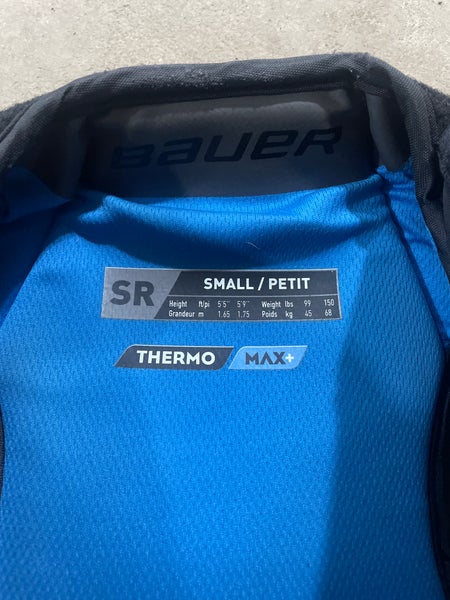 BAUER
SR
SMALL / PETIT
Height ft/pi 5'5" 5'9" Weight lbs 99 150
Grandeur m 1.65 1.75 Poids kg 45 68
THERMO MAX+